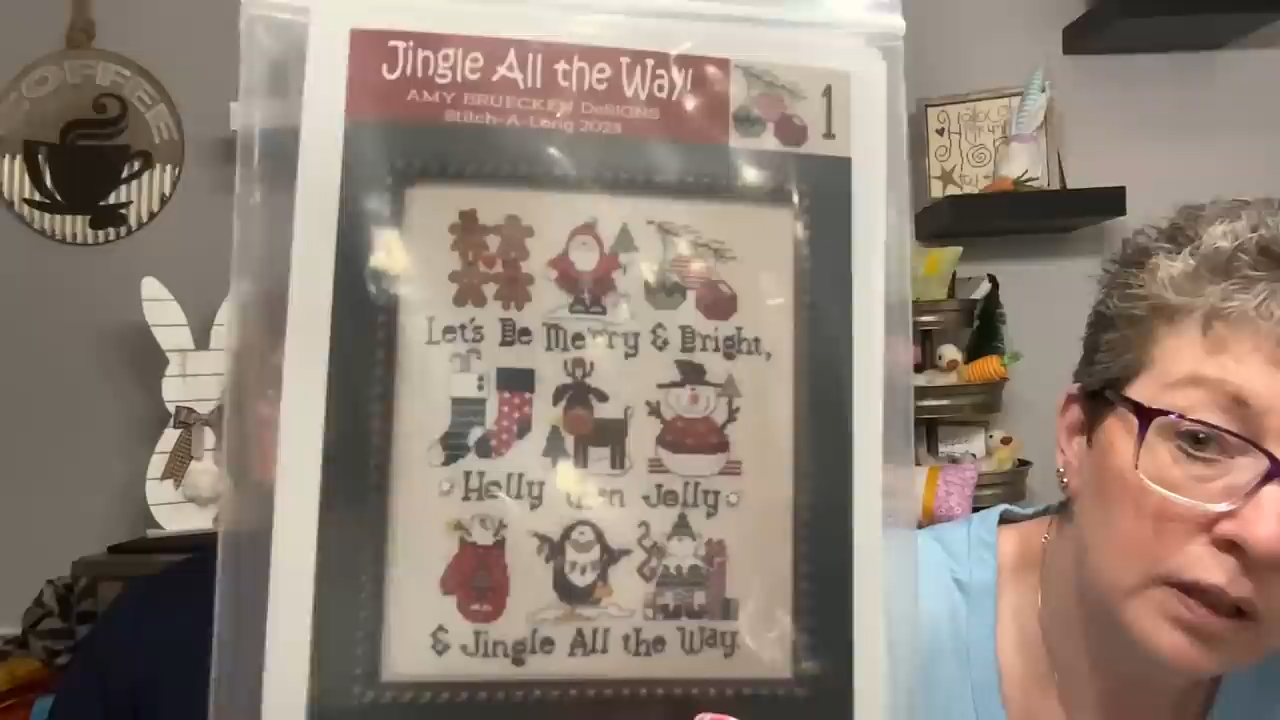 COFFEE
Jingle All the Way!
AMY BRUECKEN DeSIGNS
Stitch-A-Long 2023
1
Let's Be Merry & Bright,
Holly Jolly
& Jingle All the Way.